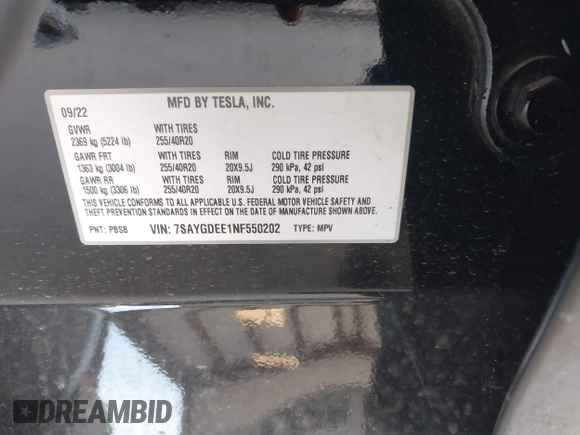 MFD BY TESLA, INC.
09/22
GVWR WITH TIRES
2369 kg (5224 lb) 255/40R20
GAWR FRT WITH TIRES RIM COLD TIRE PRESSURE
1363 kg (3004 lb) 255/40R20 20X9.5J 290 kPa, 42 psi
GAWR RR WITH TIRES RIM COLD TIRE PRESSURE
1500 kg (3306 lb) 255/40R20 20X9.5J 290 kPa, 42 psi
THIS VEHICLE CONFORMS TO ALL APPLICABLE U.S. FEDERAL MOTOR VEHICLE SAFETY AND
THEFT PREVENTION STANDARDS IN EFFECT ON THE DATE OF MANUFACTURE SHOWN ABOVE.
PNT: PBSB VIN: 7SAYGDEE1NF550202 TYPE: MPV
DREAMBID